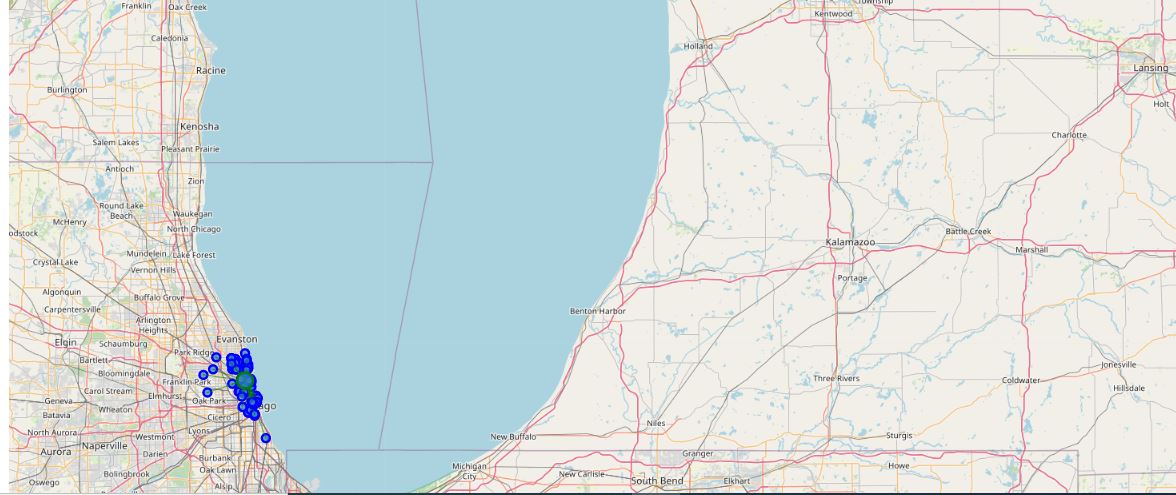 Franklin
Oak Creek
Township
Kentwood
Caledonia
Holland
Racine
Lansing
Burlington
Holt
Kenosha
Charlotte
Salem Lakes
Pleasant Prairie
Antioch
Zion
Round Lake
Beach
Waukegan
McHenry
North Chicago
odstock
Battle Creek
Kalamazoo
Marshall
Mundelein
Lake Forest
Crystal Lake
Vernon Hills
Portage
Algonquin
Buffalo Grove
Carpentersville
Benton Harbor
Arlington
Heights
Evanston
Elgin
Schaumburg
Park Ridge
Bartlett
Jonesville
Bloomingdale
Franklin Park
Three Rivers
Coldwater
Hillsdale
Carol Stream
Elmhurst
Geneva
Oak Park
ago
Wheaton
Batavia
Cicero
Niles
North Aurora
Lyons
Westmont
New Buffalo
Sturgis
Naperville
Aurora
Darien
Granger
Burbank
Michigan
City
Howe
Oak Lawn
Bolingbrook
New Carlisle
South Bend
Elkhart
Oswego
Alsip